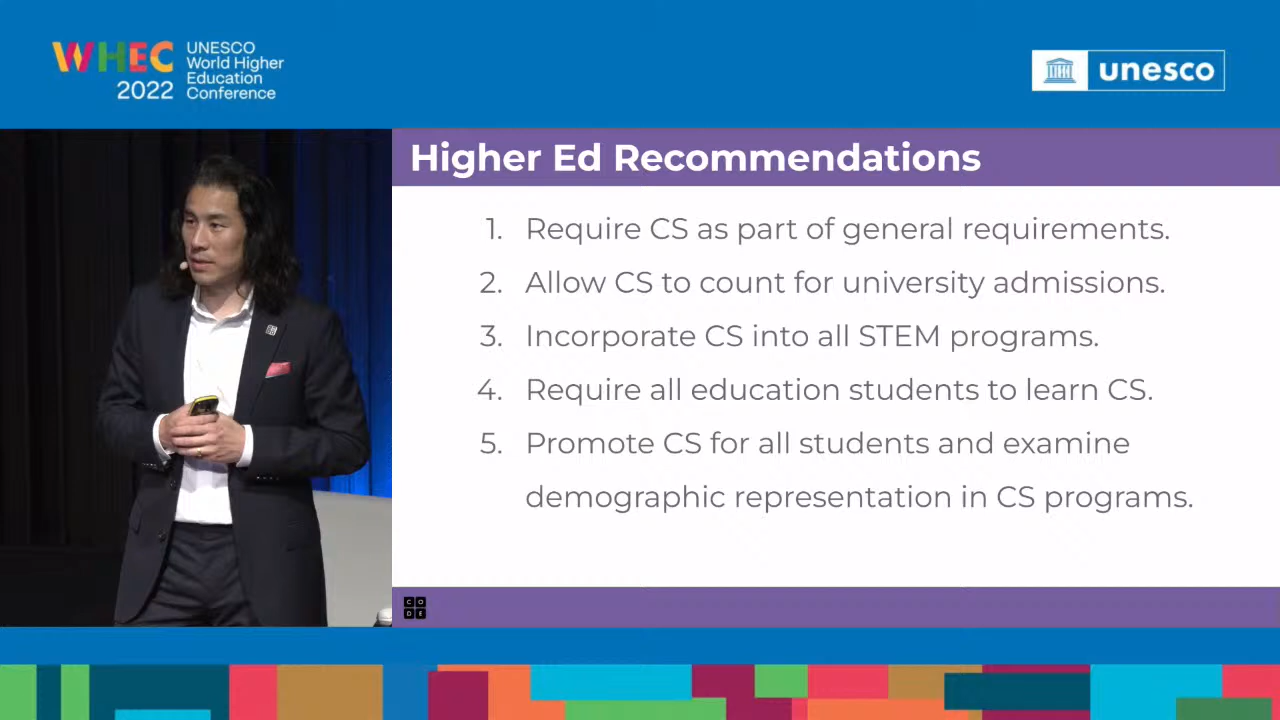 WHEC
2022
UNESCO
World Higher
Education
Conference
unesco
Higher Ed Recommendations
1. Require CS as part of general requirements.
2. Allow CS to count for university admissions.
3. Incorporate CS into all STEM programs.
4. Require all education students to learn CS.
5. Promote CS for all students and examine
demographic representation in CS programs.
C O
D E